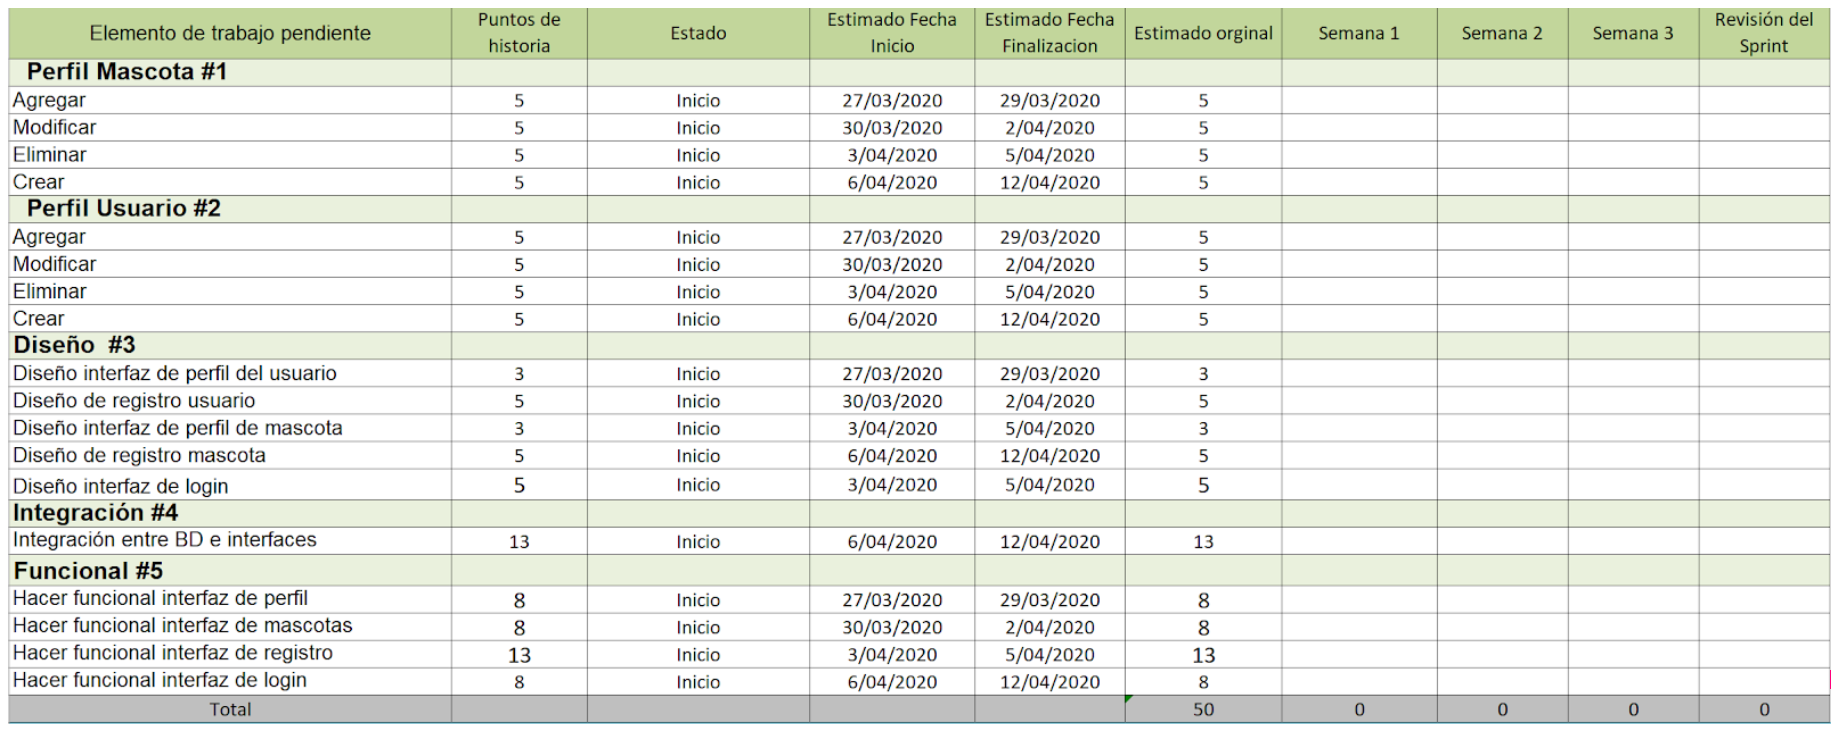 Elemento de trabajo pendiente Puntos de historia Estado Estimado Fecha Inicio Estimado Fecha Finalizacion Estimado orginal Semana 1 Semana 2 Semana 3 Revisión del Sprint
Perfil Mascota #1
Agregar 5 Inicio 27/03/2020 29/03/2020 5
Modificar 5 Inicio 30/03/2020 2/04/2020 5
Eliminar 5 Inicio 3/04/2020 5/04/2020 5
Crear 5 Inicio 6/04/2020 12/04/2020 5
Perfil Usuario #2
Agregar 5 Inicio 27/03/2020 29/03/2020 5
Modificar 5 Inicio 30/03/2020 2/04/2020 5
Eliminar 5 Inicio 3/04/2020 5/04/2020 5
Crear 5 Inicio 6/04/2020 12/04/2020 5
Diseño #3
Diseño interfaz de perfil del usuario 3 Inicio 27/03/2020 29/03/2020 3
Diseño de registro usuario 5 Inicio 30/03/2020 2/04/2020 5
Diseño interfaz de perfil de mascota 3 Inicio 3/04/2020 5/04/2020 3
Diseño de registro mascota 5 Inicio 6/04/2020 12/04/2020 5
Diseño interfaz de login 5 Inicio 3/04/2020 5/04/2020 5
Integración #4
Integración entre BD e interfaces 13 Inicio 6/04/2020 12/04/2020 13
Funcional #5
Hacer funcional interfaz de perfil 8 Inicio 27/03/2020 29/03/2020 8
Hacer funcional interfaz de mascotas 8 Inicio 30/03/2020 2/04/2020 8
Hacer funcional interfaz de registro 13 Inicio 3/04/2020 5/04/2020 13
Hacer funcional interfaz de login 8 Inicio 6/04/2020 12/04/2020 8
Total 50 0 0 0 0